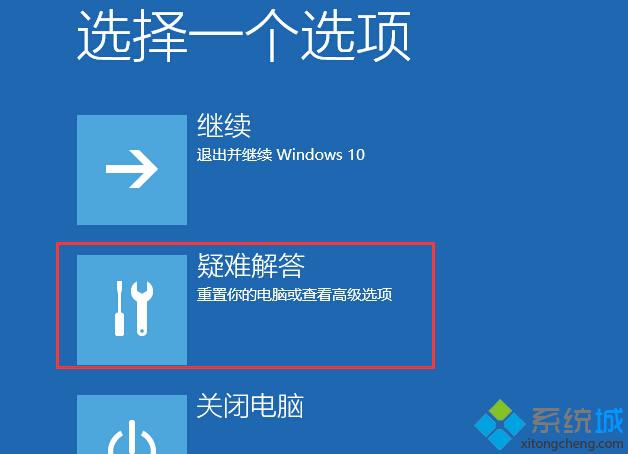 选择一个选项
继续
退出并继续 Windows 10
疑难解答
重置你的电脑或查看高级选项
关闭电脑
系统城
xitongcheng.com